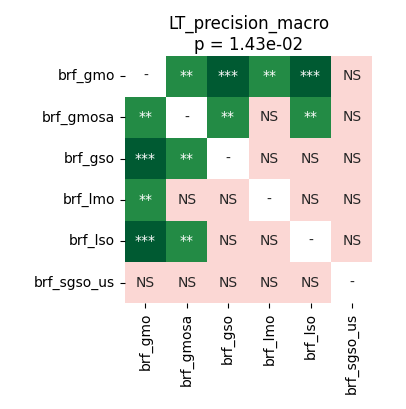 LT_precision_macro
p = 1.43e-02
brf_gmo - ** *** ** *** NS
brf_gmosa ** - ** NS ** NS
brf_gso *** ** - NS NS NS
brf_lmo ** NS NS - NS NS
brf_lso *** ** NS NS - NS
brf_sgso_us NS NS NS NS NS -
brf_gmo brf_gmosa brf_gso brf_lmo brf_lso brf_sgso_us